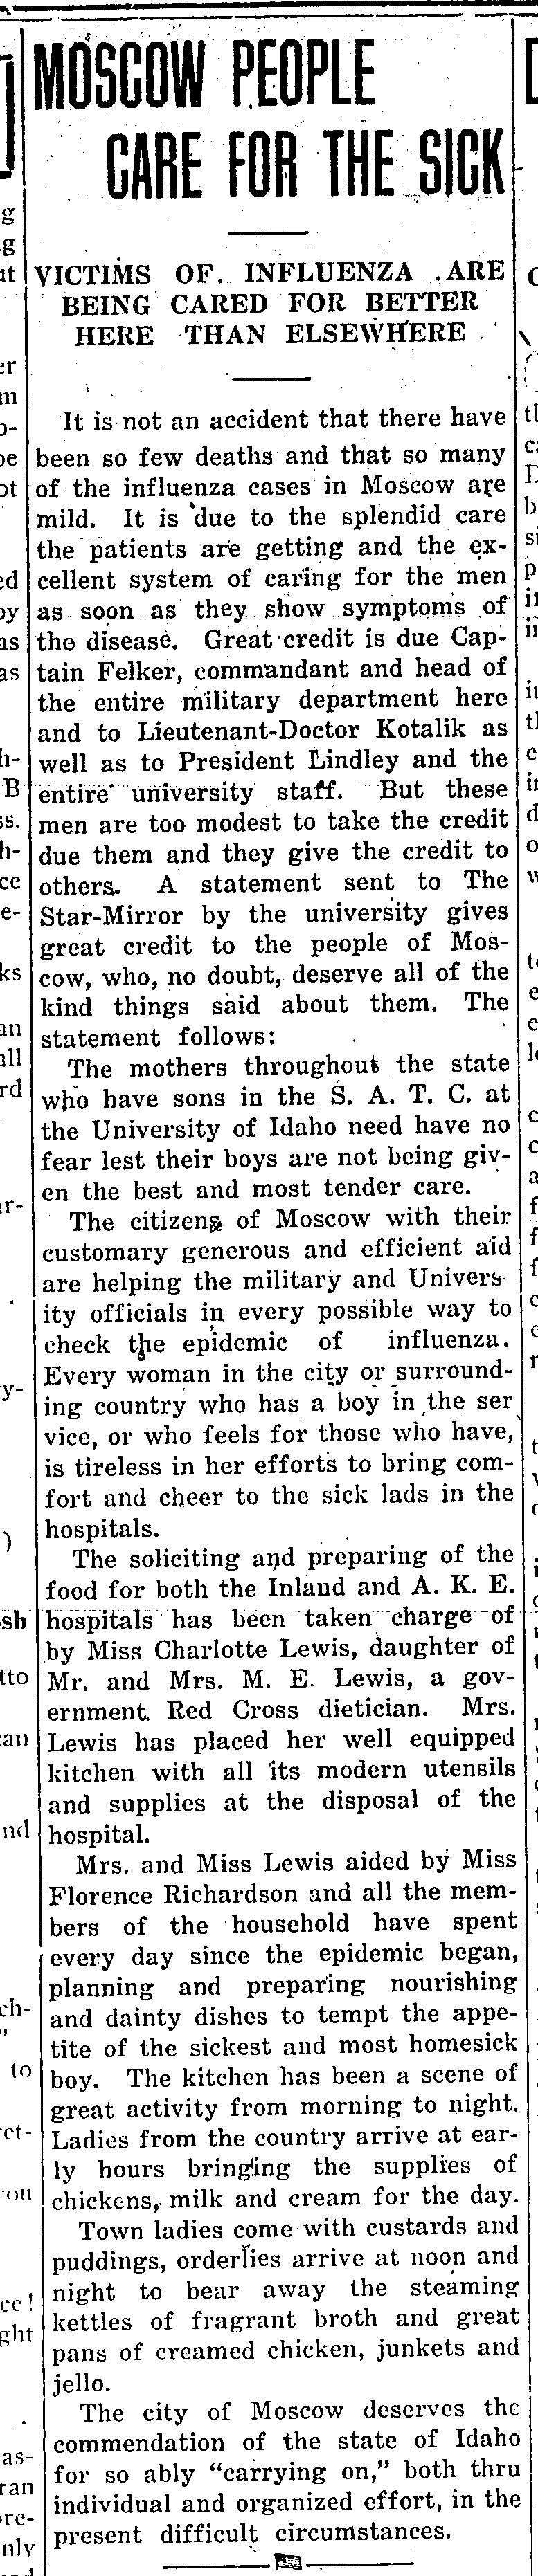 MOSCOW PEOPLE
CARE FOR THE SICK
VICTIMS OF. INFLUENZA .ARE
BEING CARED FOR BETTER
HERE THAN ELSEWHERE
It is not an accident that there have
been so few deaths and that so many
of the influenza cases in Moscow are
mild. It is due to the splendid care
the patients are getting and the ex-
cellent system of caring for the men
as soon as they show symptoms of
the disease. Great credit is due Cap-
tain Felker, commandant and head of
the entire military department here
and to Lieutenant-Doctor Kotalik as
well as to President Lindley and the
entire university staff. But these
men are too modest to take the credit
due them and they give the credit to
others. A statement sent to The
Star-Mirror by the university gives
great credit to the people of Mos-
cow, who, no doubt, deserve all of the
kind things said about them. The
statement follows:
The mothers throughout the state
who have sons in the S. A. T. C. at
the University of Idaho need have no
fear lest their boys are not being giv-
en the best and most tender care.
The citizens of Moscow with their
customary generous and efficient aid
are helping the military and Univers
ity officials in every possible way to
check the epidemic of influenza.
Every woman in the city or surround-
ing country who has a boy in the ser
vice, or who feels for those who have,
is tireless in her efforts to bring com-
fort and cheer to the sick lads in the
hospitals.
The soliciting and preparing of the
food for both the Inland and A. K. E.
hospitals has been taken charge of
by Miss Charlotte Lewis, daughter of
Mr. and Mrs. M. E. Lewis, a gov-
ernment Red Cross dietician. Mrs.
Lewis has placed her well equipped
kitchen with all its modern utensils
and supplies at the disposal of the
hospital.
Mrs. and Miss Lewis aided by Miss
Florence Richardson and all the mem-
bers of the household have spent
every day since the epidemic began,
planning and preparing nourishing
and dainty dishes to tempt the appe-
tite of the sickest and most homesick
boy. The kitchen has been a scene of
great activity from morning to night.
Ladies from the country arrive at ear-
ly hours bringing the supplies of
chickens, milk and cream for the day.
Town ladies come with custards and
puddings, orderlies arrive at noon and
night to bear away the steaming
kettles of fragrant broth and great
pans of creamed chicken, junkets and
jello.
The city of Moscow deserves the
commendation of the state of Idaho
for so ably "carrying on," both thru
individual and organized effort, in the
present difficult circumstances.